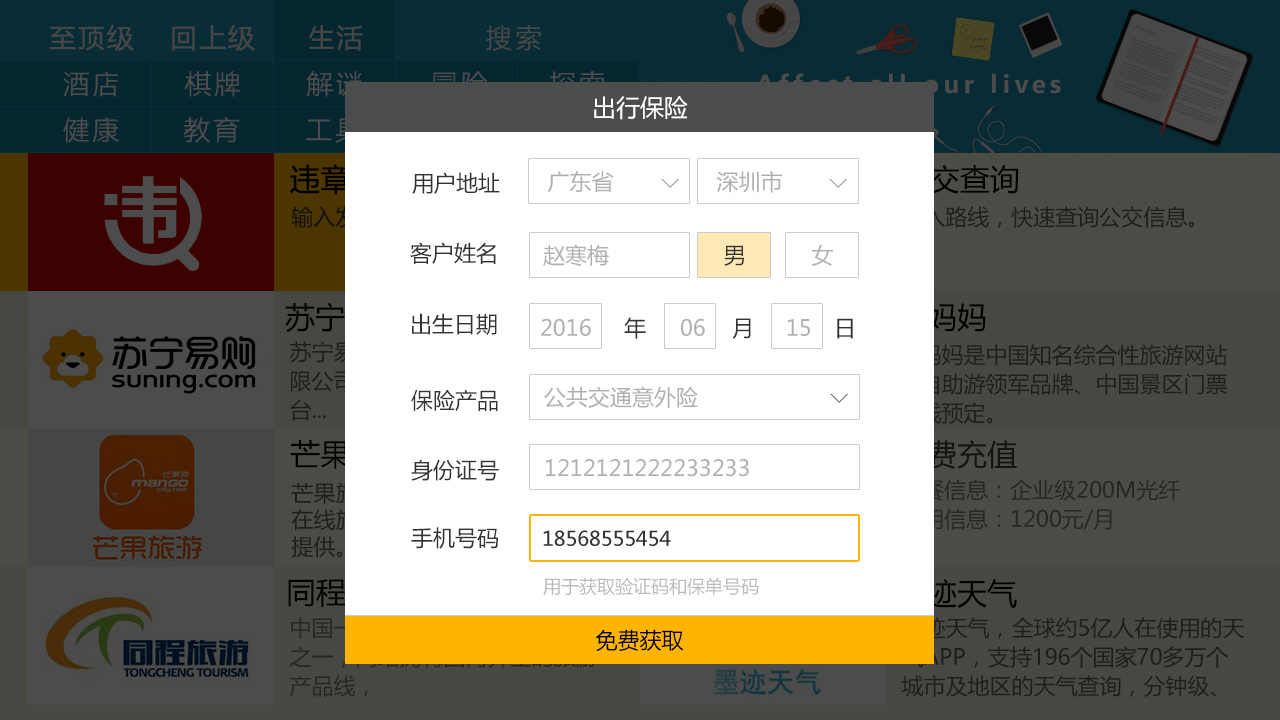 至顶级 回上级 生活 搜索
酒店 棋牌 解谜 冒险 探索
Affect all our lives
健康 教育 工具
出行保险
用户地址 广东省 深圳市
客户姓名 赵寒梅 男 女
出生日期 2016 年 06 月 15 日
保险产品 公共交通意外险
身份证号 1212121222233233
手机号码 18568555454
用于获取验证码和保单号码
免费获取
违章
输入发
交查询
入路线，快速查询公交信息。
苏宁易购
suning.com
苏宁
苏宁易
限公司
台...
妈妈
妈妈是中国知名综合性旅游网站
自助游领军品牌、中国景区门票
线预定。
芒果游
mango
city.com
芒果旅游
芒果
芒果旅
在线旅
提供。
费充值
餐信息：企业级200M光纤
用信息：1200元/月
同程旅游
TONGCHENG TOURISM
同程
中国一
产品线，
墨迹天气
迹天气
迹天气，全球约5亿人在使用的天
气APP，支持196个国家70多万个
城市及地区的天气查询，分钟级、